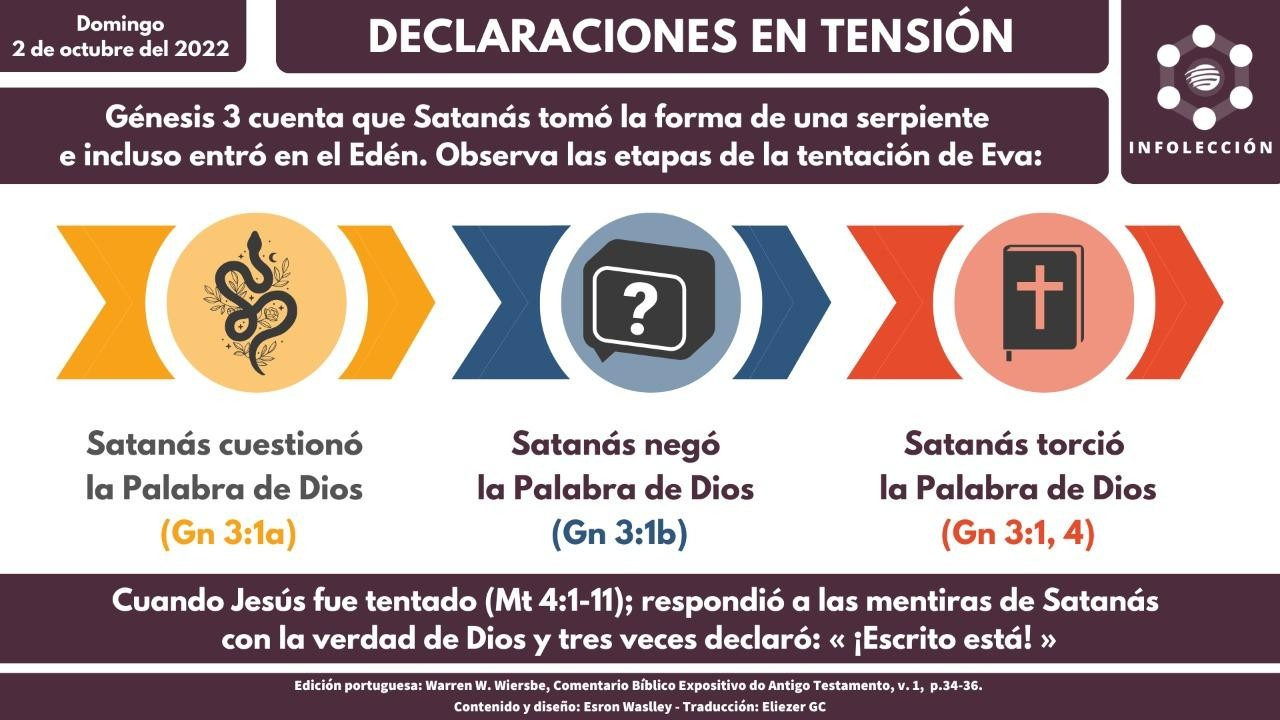 Domingo
2 de octubre del 2022
DECLARACIONES EN TENSIÓN
INFOLECCIÓN
Génesis 3 cuenta que Satanás tomó la forma de una serpiente
e incluso entró en el Edén. Observa las etapas de la tentación de Eva:
?
Satanás cuestionó
la Palabra de Dios
(Gn 3:1a)
Satanás negó
la Palabra de Dios
(Gn 3:1b)
Satanás torció
la Palabra de Dios
(Gn 3:1, 4)
Cuando Jesús fue tentado (Mt 4:1-11); respondió a las mentiras de Satanás
con la verdad de Dios y tres veces declaró: « ¡Escrito está! »
Edición portuguesa: Warren W. Wiersbe, Comentario Bíblico Expositivo do Antigo Testamento, v. 1, p.34-36.
Contenido y diseño: Esron Waslley - Traducción: Eliezer GC